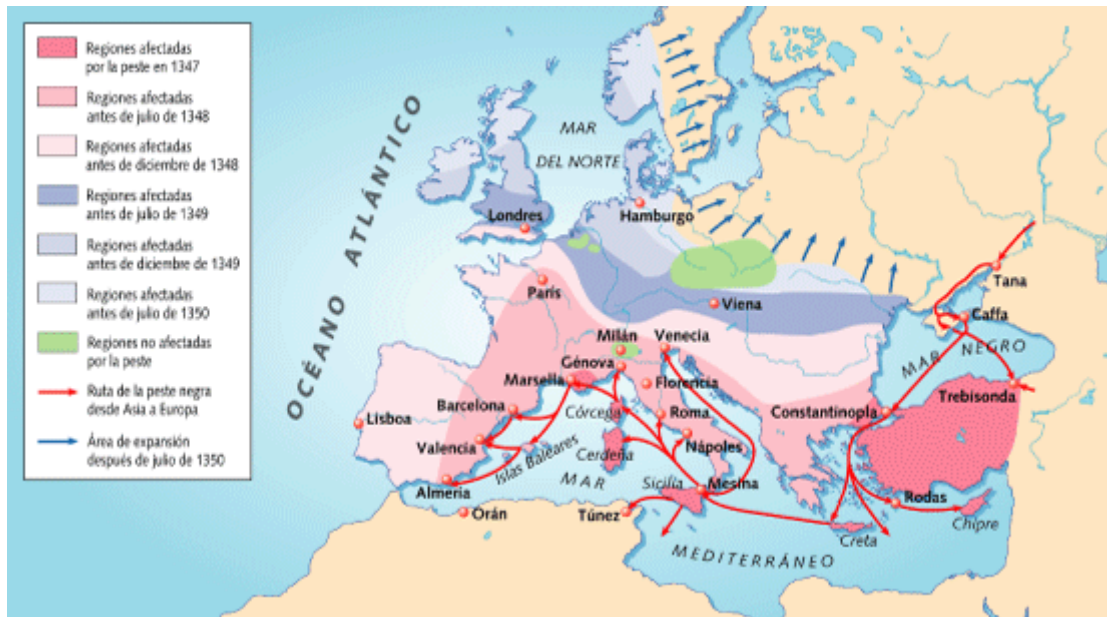 Regiones afectadas
por la peste en 1347
Regiones afectadas
antes de julio de 1348
Regiones afectadas
antes de diciembre de 1348
Regiones afectadas
antes de julio de 1349
Regiones afectadas
antes de diciembre de 1349
Regiones afectadas
antes de julio de 1350
Regiones no afectadas
por la peste
Ruta de la peste negra
desde Asia a Europa
Área de expansión
después de julio de 1350
OCÉANO ATLÁNTICO
MAR
DEL NORTE
Londres
Hamburgo
París
Viena
Tana
Caffa
MAR NEGRO
Trebisonda
Milán
Venecia
Génova
Marsella
Florencia
Barcelona
Córcega
Roma
Constantinopla
Lisboa
Valencia
Islas Baleares
Cerdeña
Nápoles
Almería
MAR
Sicilia
Mesina
Rodas
Orán
Túnez
Creta
Chipre
MEDITERRÁNEO